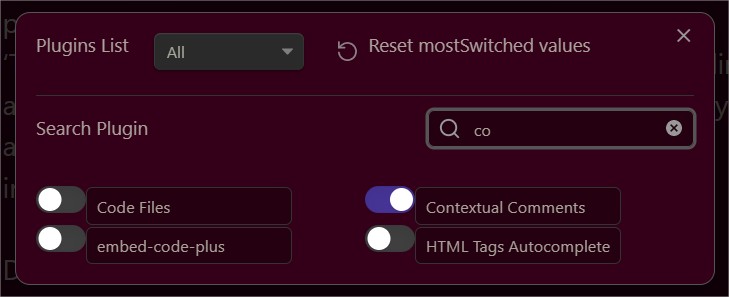 Plugins List
All
Reset mostSwitched values
Search Plugin
co
Code Files
Contextual Comments
embed-code-plus
HTML Tags Autocomplete